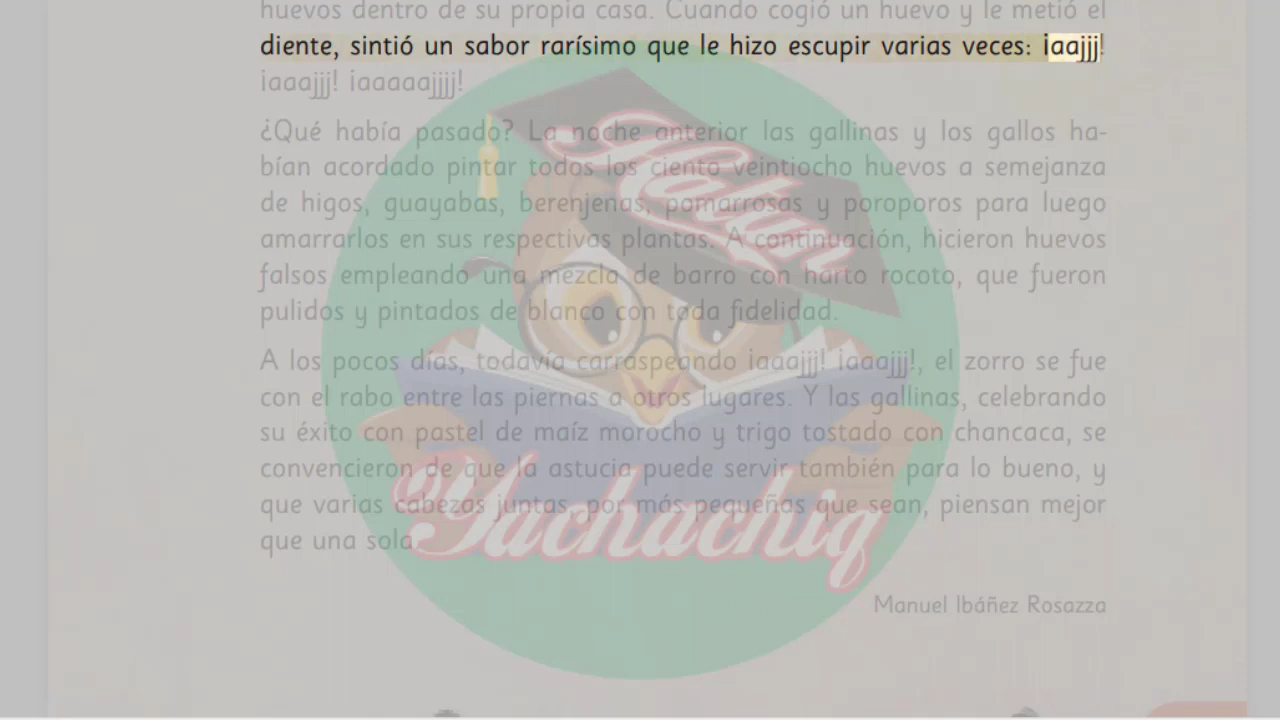 huevos dentro de su propia casa. Cuando cogió un huevo y le metió el
diente, sintió un sabor rarísimo que le hizo escupir varias veces: ¡aajjj!
¡aaajjj! ¡aaaaajjjj!
¿Qué había pasado? La noche anterior las gallinas y los gallos ha-
bían acordado pintar todos los ciento veintiocho huevos a semejanza
de higos, guayabas, berenjenas, pomarrosas y poroporos para luego
amarrarlos en sus respectivas plantas. A continuación, hicieron huevos
falsos empleando una mezcla de barro con harto rocoto, que fueron
pulidos y pintados de blanco con toda fidelidad.
A los pocos días, todavía carraspeando ¡aaajjj! ¡aaajjj!, el zorro se fue
con el rabo entre las piernas a otros lugares. Y las gallinas, celebrando
su éxito con pastel de maíz morocho y trigo tostado con chancaca, se
convencieron de que la astucia puede servir también para lo bueno, y
que varias cabezas juntas, por más pequeñas que sean, piensan mejor
que una sola.
Manuel Ibáñez Rosazza
Hatun
Yachachiq